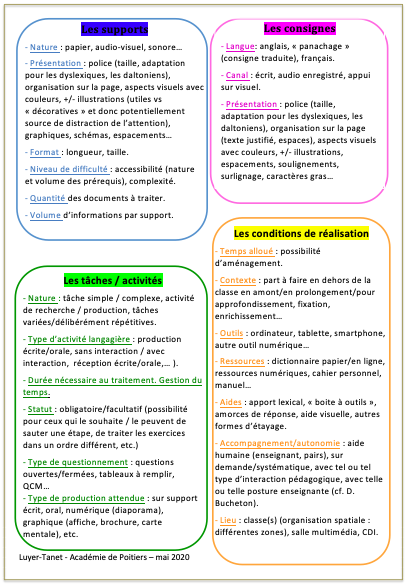 Les supports
- Nature : papier, audio-visuel, sonore…
- Présentation : police (taille, adaptation
pour les dyslexiques, les daltoniens),
organisation sur la page, aspects visuels avec
couleurs, +/- illustrations (utiles vs
« décoratives » et donc potentiellement
source de distraction de l'attention),
graphiques, schémas, espacements…
- Format : longueur, taille.
- Niveau de difficulté : accessibilité (nature
et volume des prérequis), complexité.
- Quantité des documents à traiter.
- Volume d'informations par support.
Les consignes
- Langue: anglais, « panachage »
(consigne traduite), français.
- Canal : écrit, audio enregistré, appui
sur visuel.
- Présentation : police (taille,
adaptation pour les dyslexiques, les
daltoniens), organisation sur la page
(texte justifié, espaces), aspects visuels
avec couleurs, +/- illustrations,
espacements, soulignements,
surlignage, caractères gras…
Les tâches / activités
- Nature : tâche simple / complexe, activité
de recherche / production, tâches
variées/délibérément répétitives.
- Type d'activité langagière : production
écrite/orale, sans interaction / avec
interaction, réception écrite/orale,… ).
- Durée nécessaire au traitement. Gestion du
temps.
- Statut : obligatoire/facultatif (possibilité
pour ceux qui le souhaite / le peuvent de
sauter une étape, de traiter les exercices
dans un ordre différent, etc.)
- Type de questionnement : questions
ouvertes/fermées, tableaux à remplir,
QCM…
- Type de production attendue : sur support
écrit, oral, numérique (diaporama),
graphique (affiche, brochure, carte
mentale), etc.
Les conditions de réalisation
- Temps alloué : possibilité
d'aménagement.
- Contexte : part à faire en dehors de la
classe en amont/en prolongement/pour
approfondissement, fixation,
enrichissement…
- Outils : ordinateur, tablette, smartphone,
autre outil numérique…
- Ressources : dictionnaire papier/en ligne,
ressources numériques, cahier personnel,
manuel…
- Aides : apport lexical, « boite à outils »,
amorces de réponse, aide visuelle, autres
formes d'étayage.
- Accompagnement/autonomie : aide
humaine (enseignant, pairs), sur
demande/systématique, avec tel ou tel
type d'interaction pédagogique, avec telle
ou telle posture enseignante (cf. D.
Bucheton).
- Lieu : classe(s) (organisation spatiale :
différentes zones), salle multimédia, CDI.
Luyer-Tanet - Académie de Poitiers – mai 2020